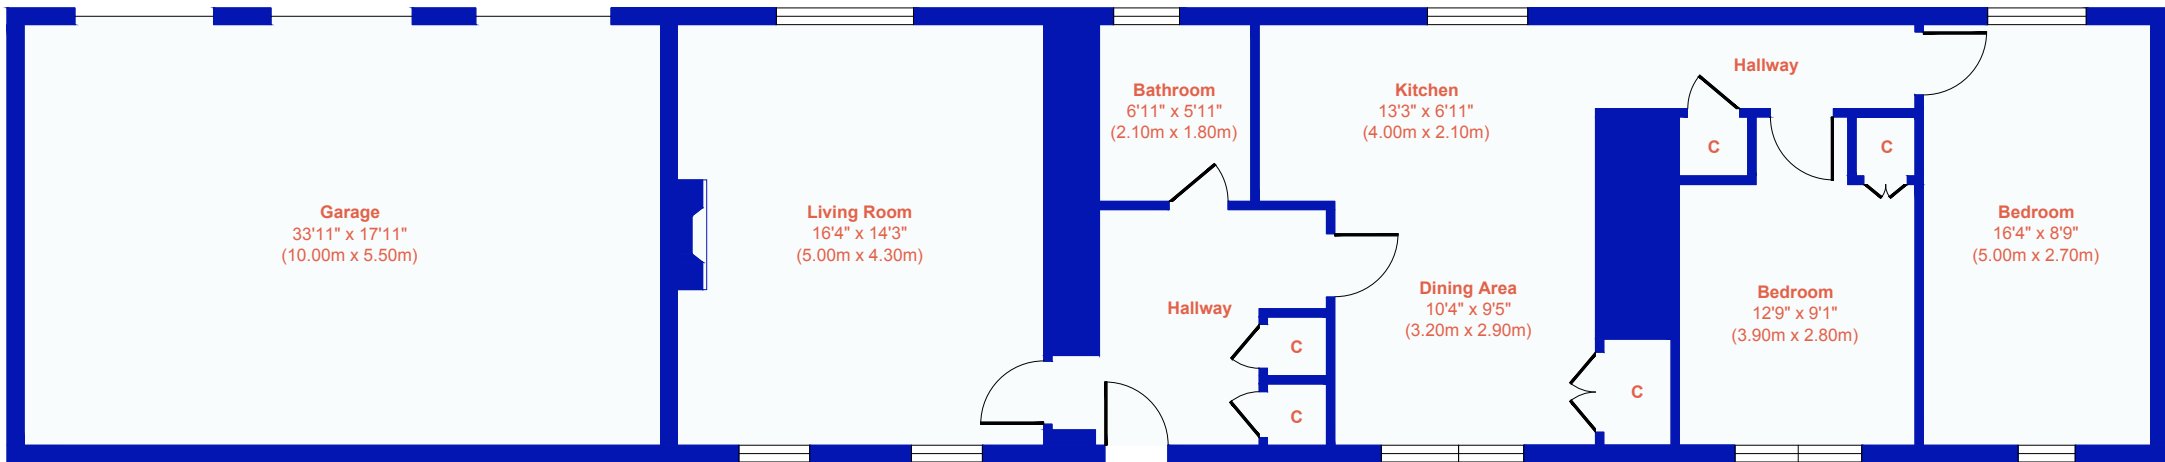 Garage
33'11" x 17'11"
(10.00m x 5.50m)
Living Room
16'4" x 14'3"
(5.00m x 4.30m)
Bathroom
6'11" x 5'11"
(2.10m x 1.80m)
Hallway
C
C
Kitchen
13'3" x 6'11"
(4.00m x 2.10m)
Dining Area
10'4" x 9'5"
(3.20m x 2.90m)
C
Hallway
C
C
Bedroom
12'9" x 9'1"
(3.90m x 2.80m)
Bedroom
16'4" x 8'9"
(5.00m x 2.70m)